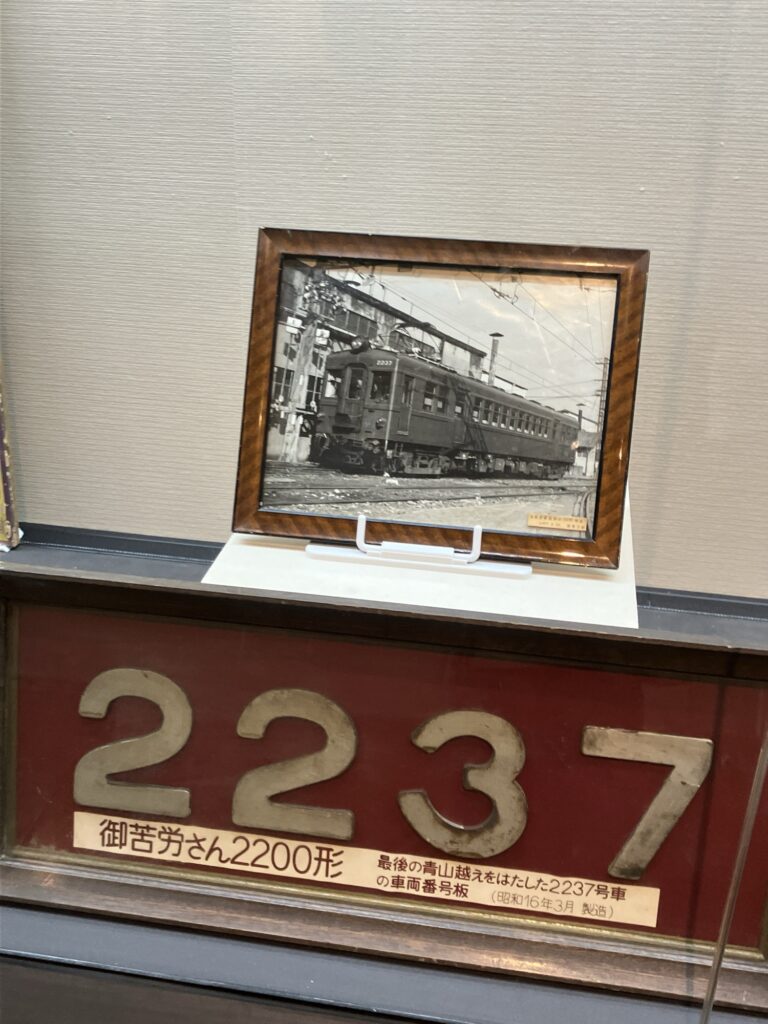 2237
2237
御苦労さん2200形
最後の青山越えをはたした2237号車
の車両番号板 (昭和16年3月 製造)